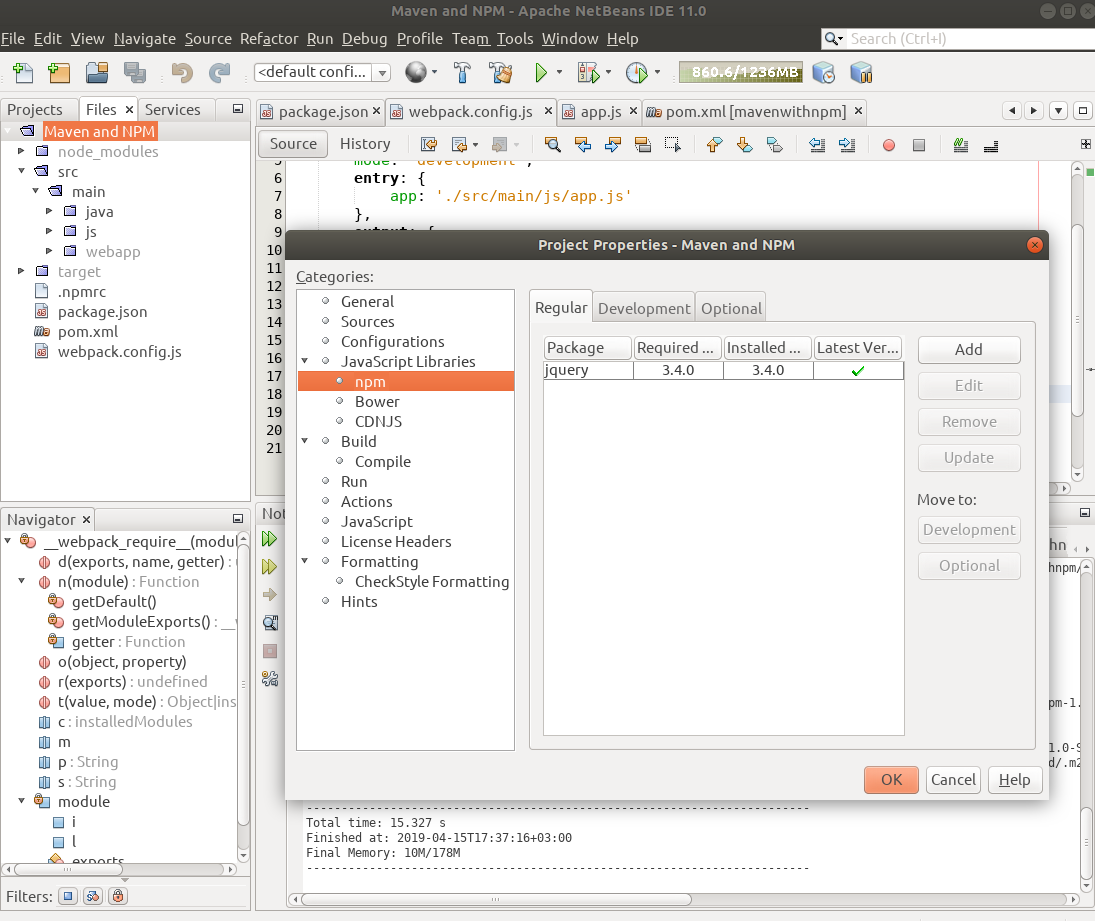 Maven and NPM - Apache NetBeans IDE 11.0
File Edit View Navigate Source Refactor Run Debug Profile Team Tools Window Help
Search (Ctrl+I)
<default confi...
860.6/1236MB
Projects Files Services
package.json webpack.config.js app.js pom.xml [mavenwithnpm]
Maven and NPM
node_modules
src
main
java
js
webapp
target
.npmrc
package.json
pom.xml
webpack.config.js
Source History
mode: 'development',
6 entry: {
7 app: './src/main/js/app.js'
8 },
9 output: {
10
11
12
13
14
15
16
17
18
19
20
21
Project Properties - Maven and NPM
Categories:
General
Sources
Configurations
JavaScript Libraries
npm
Bower
CDNJS
Build
Compile
Run
Actions
JavaScript
License Headers
Formatting
CheckStyle Formatting
Hints
Regular Development Optional
Package Required ... Installed ... Latest Ver...
jquery 3.4.0 3.4.0
Add
Edit
Remove
Update
Move to:
Development
Optional
OK Cancel Help
Navigator
__webpack_require__(modul
d(exports, name, getter) : u
n(module) : Function
getDefault()
getModuleExports() : __v
getter : Function
o(object, property)
r(exports) : undefined
t(value, mode) : Object|ins
c : installedModules
m
p : String
s : String
module
i
l
exports
Filters:
Not
hn
hnpm/
pm-1.
1.0-S
d/.m2
------------------------------------------------------------------------
Total time: 15.327 s
Finished at: 2019-04-15T17:37:16+03:00
Final Memory: 10M/178M
------------------------------------------------------------------------